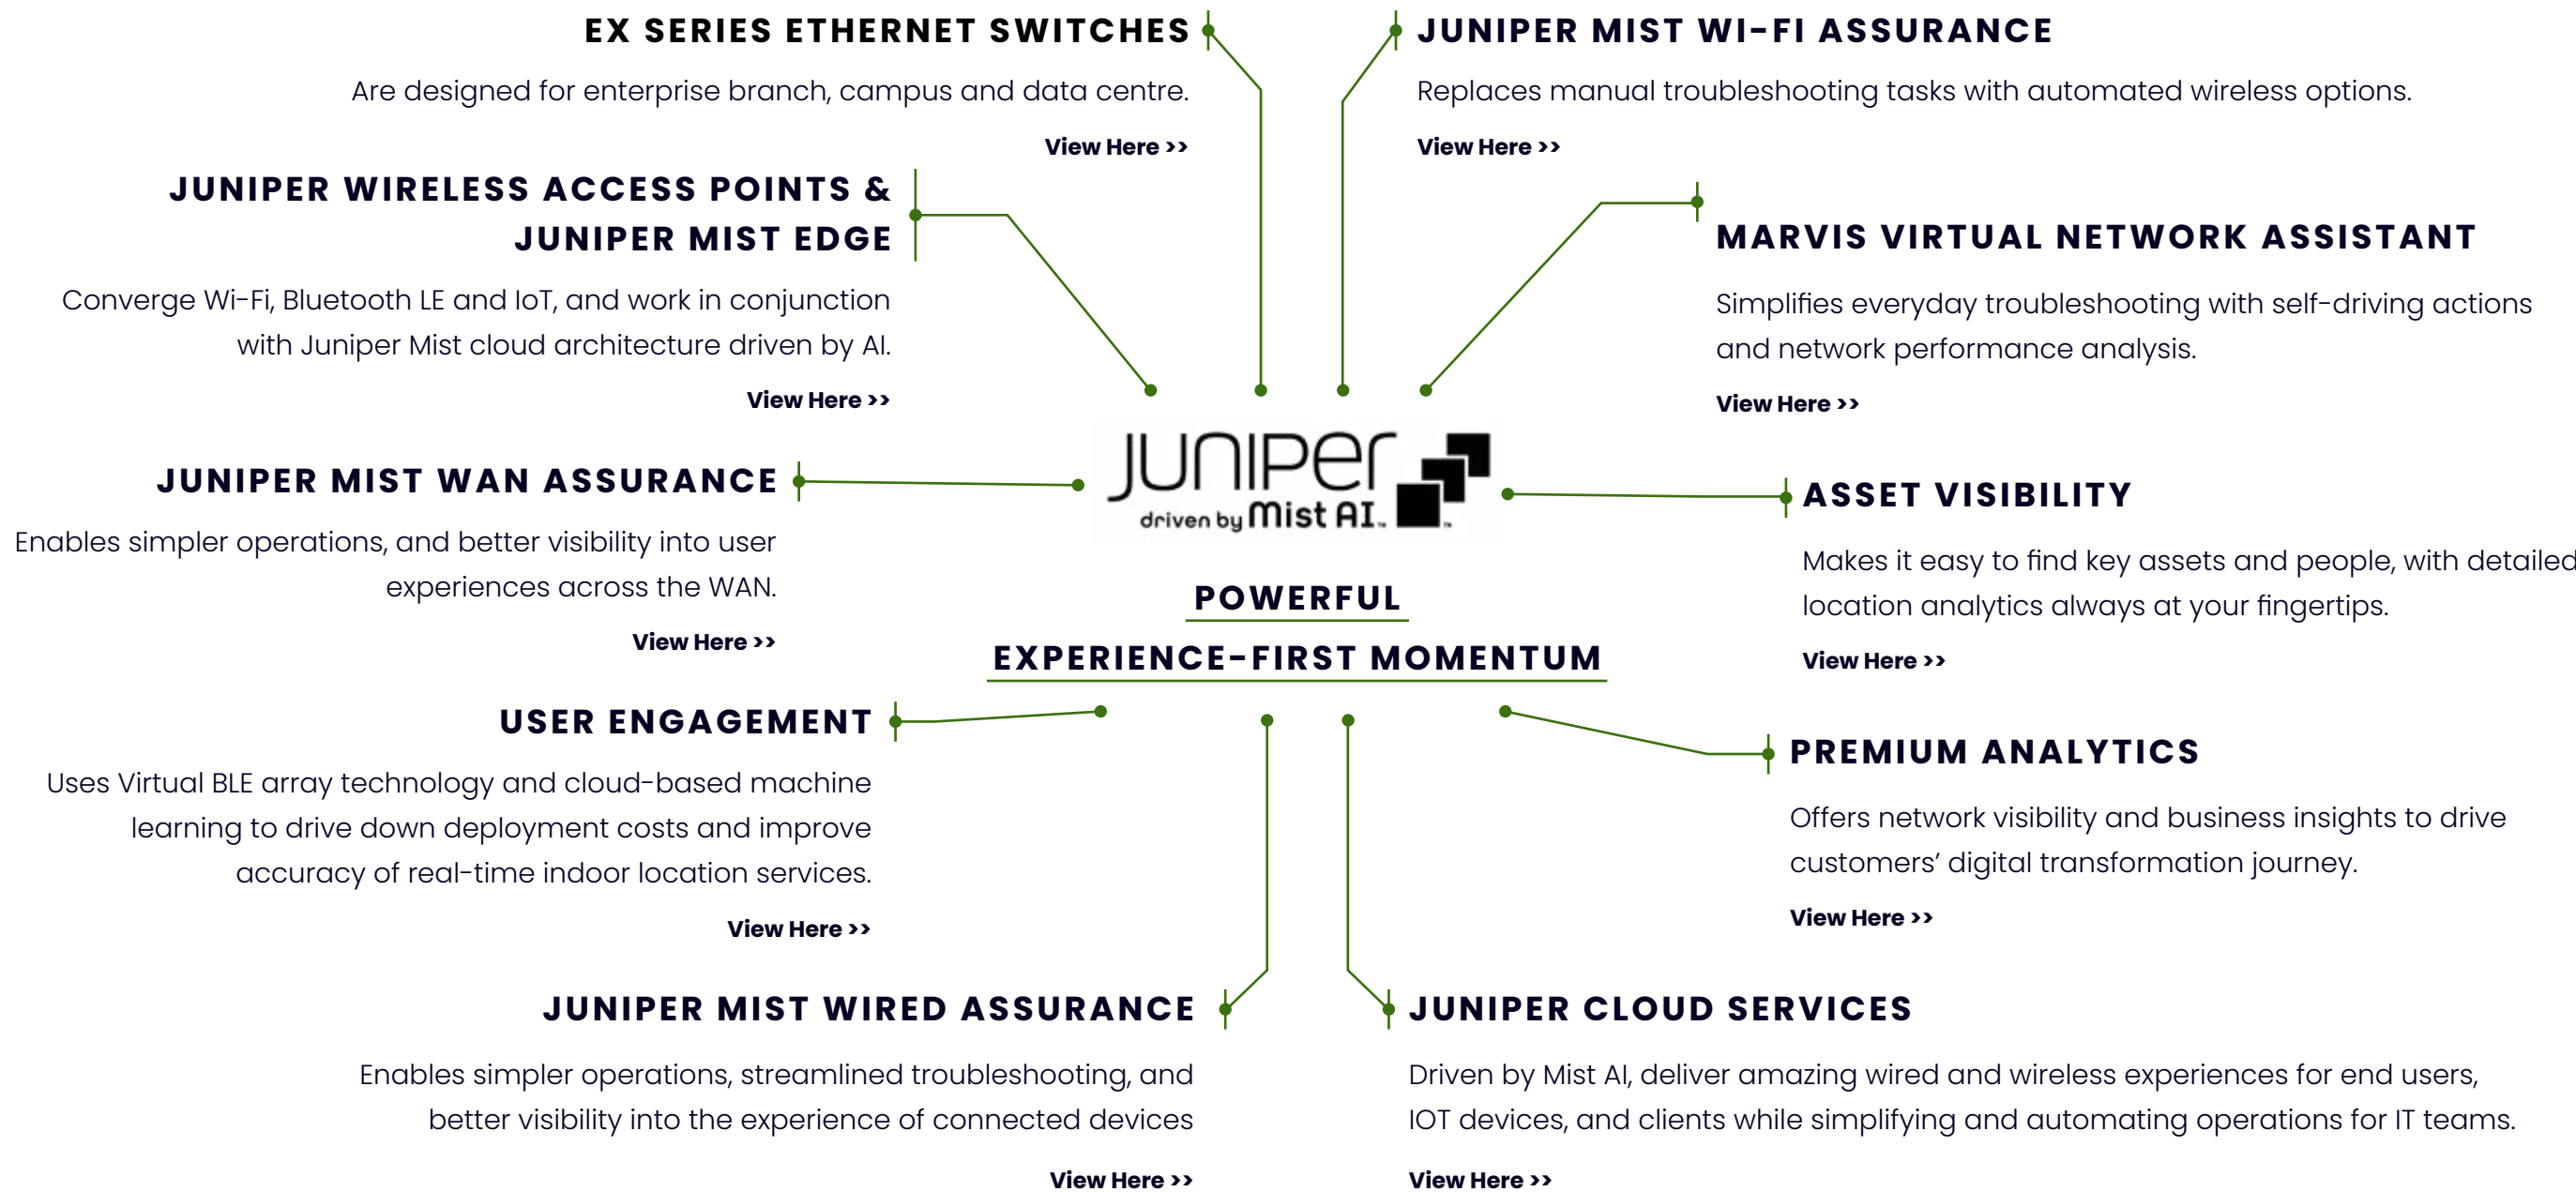 EX SERIES ETHERNET SWITCHES
Are designed for enterprise branch, campus and data centre.
View Here >>
JUNIPER WIRELESS ACCESS POINTS &
JUNIPER MIST EDGE
Converge Wi-Fi, Bluetooth LE and IoT, and work in conjunction
with Juniper Mist cloud architecture driven by AI.
View Here >>
JUNIPER MIST WAN ASSURANCE
Enables simpler operations, and better visibility into user
experiences across the WAN.
View Here >>
USER ENGAGEMENT
Uses Virtual BLE array technology and cloud-based machine
learning to drive down deployment costs and improve
accuracy of real-time indoor location services.
View Here >>
JUNIPER MIST WIRED ASSURANCE
Enables simpler operations, streamlined troubleshooting, and
better visibility into the experience of connected devices
View Here >>
JUNIPER
driven by Mist AI™
POWERFUL
EXPERIENCE-FIRST MOMENTUM
JUNIPER MIST WI-FI ASSURANCE
Replaces manual troubleshooting tasks with automated wireless options.
View Here >>
MARVIS VIRTUAL NETWORK ASSISTANT
Simplifies everyday troubleshooting with self-driving actions
and network performance analysis.
View Here >>
ASSET VISIBILITY
Makes it easy to find key assets and people, with detailed
location analytics always at your fingertips.
View Here >>
PREMIUM ANALYTICS
Offers network visibility and business insights to drive
customers’ digital transformation journey.
View Here >>
JUNIPER CLOUD SERVICES
Driven by Mist AI, deliver amazing wired and wireless experiences for end users,
IOT devices, and clients while simplifying and automating operations for IT teams.
View Here >>